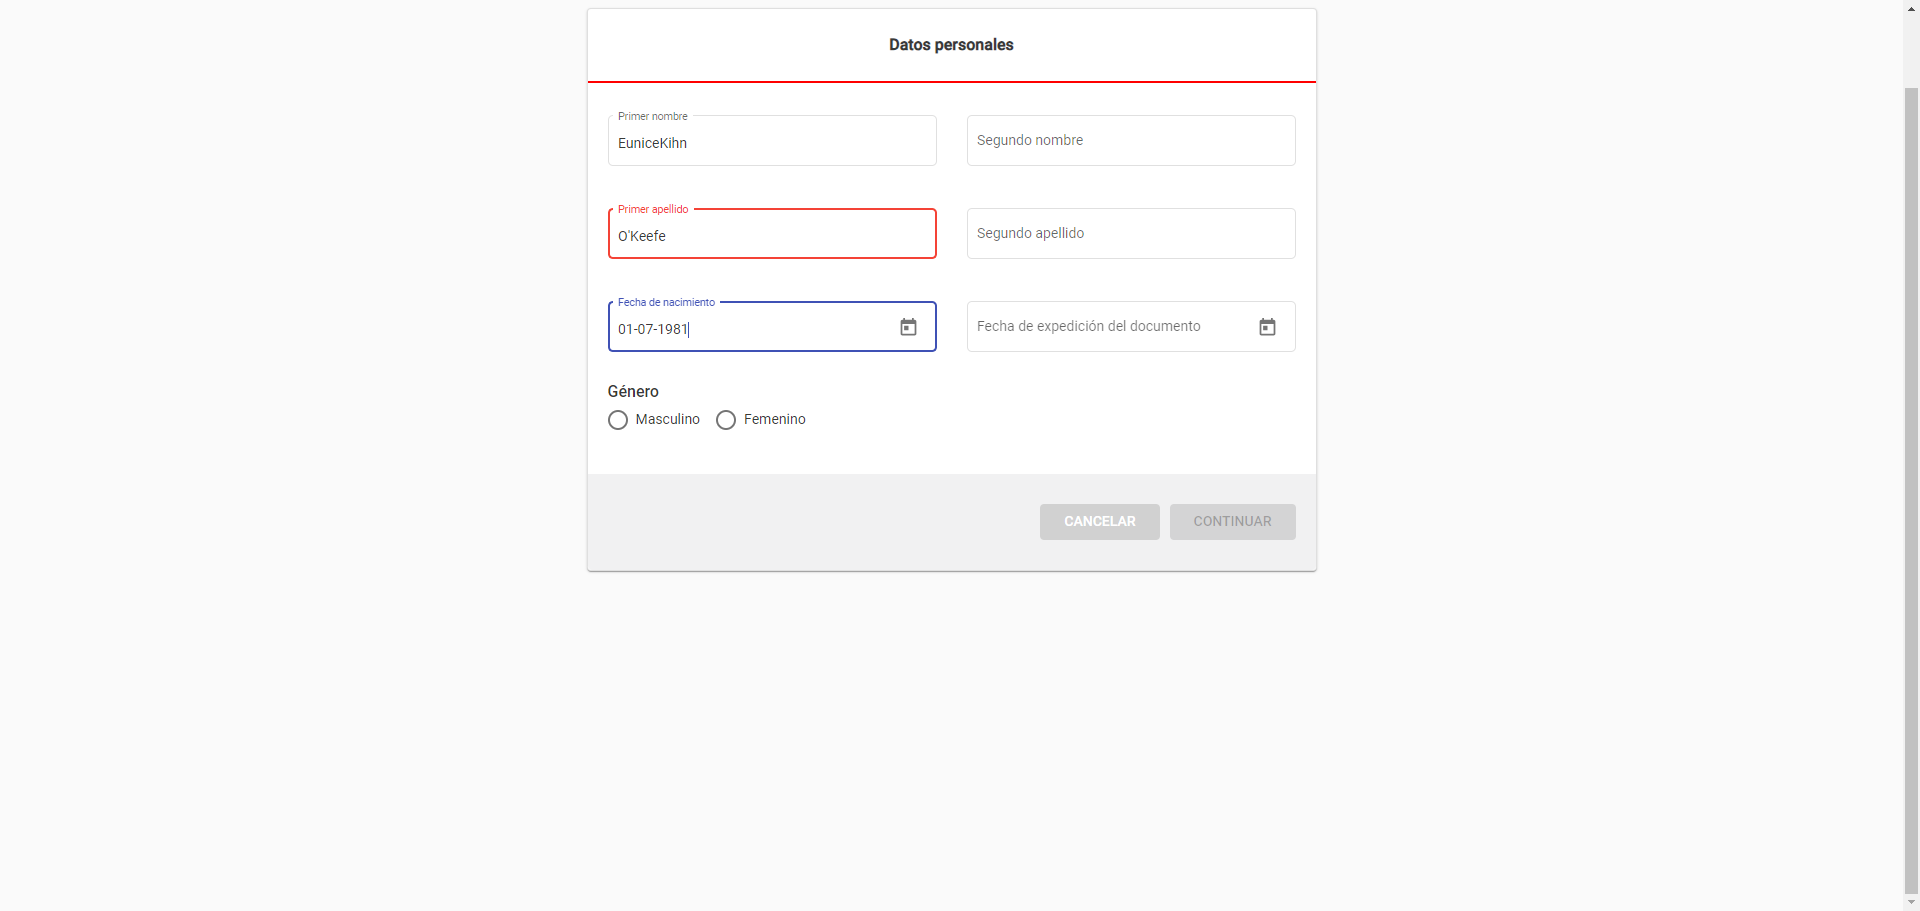 Datos personales
Primer nombre
EuniceKihn
Segundo nombre
Primer apellido
O'Keefe
Segundo apellido
Fecha de nacimiento
01-07-1981
Fecha de expedición del documento
Género
Masculino Femenino
CANCELAR CONTINUAR